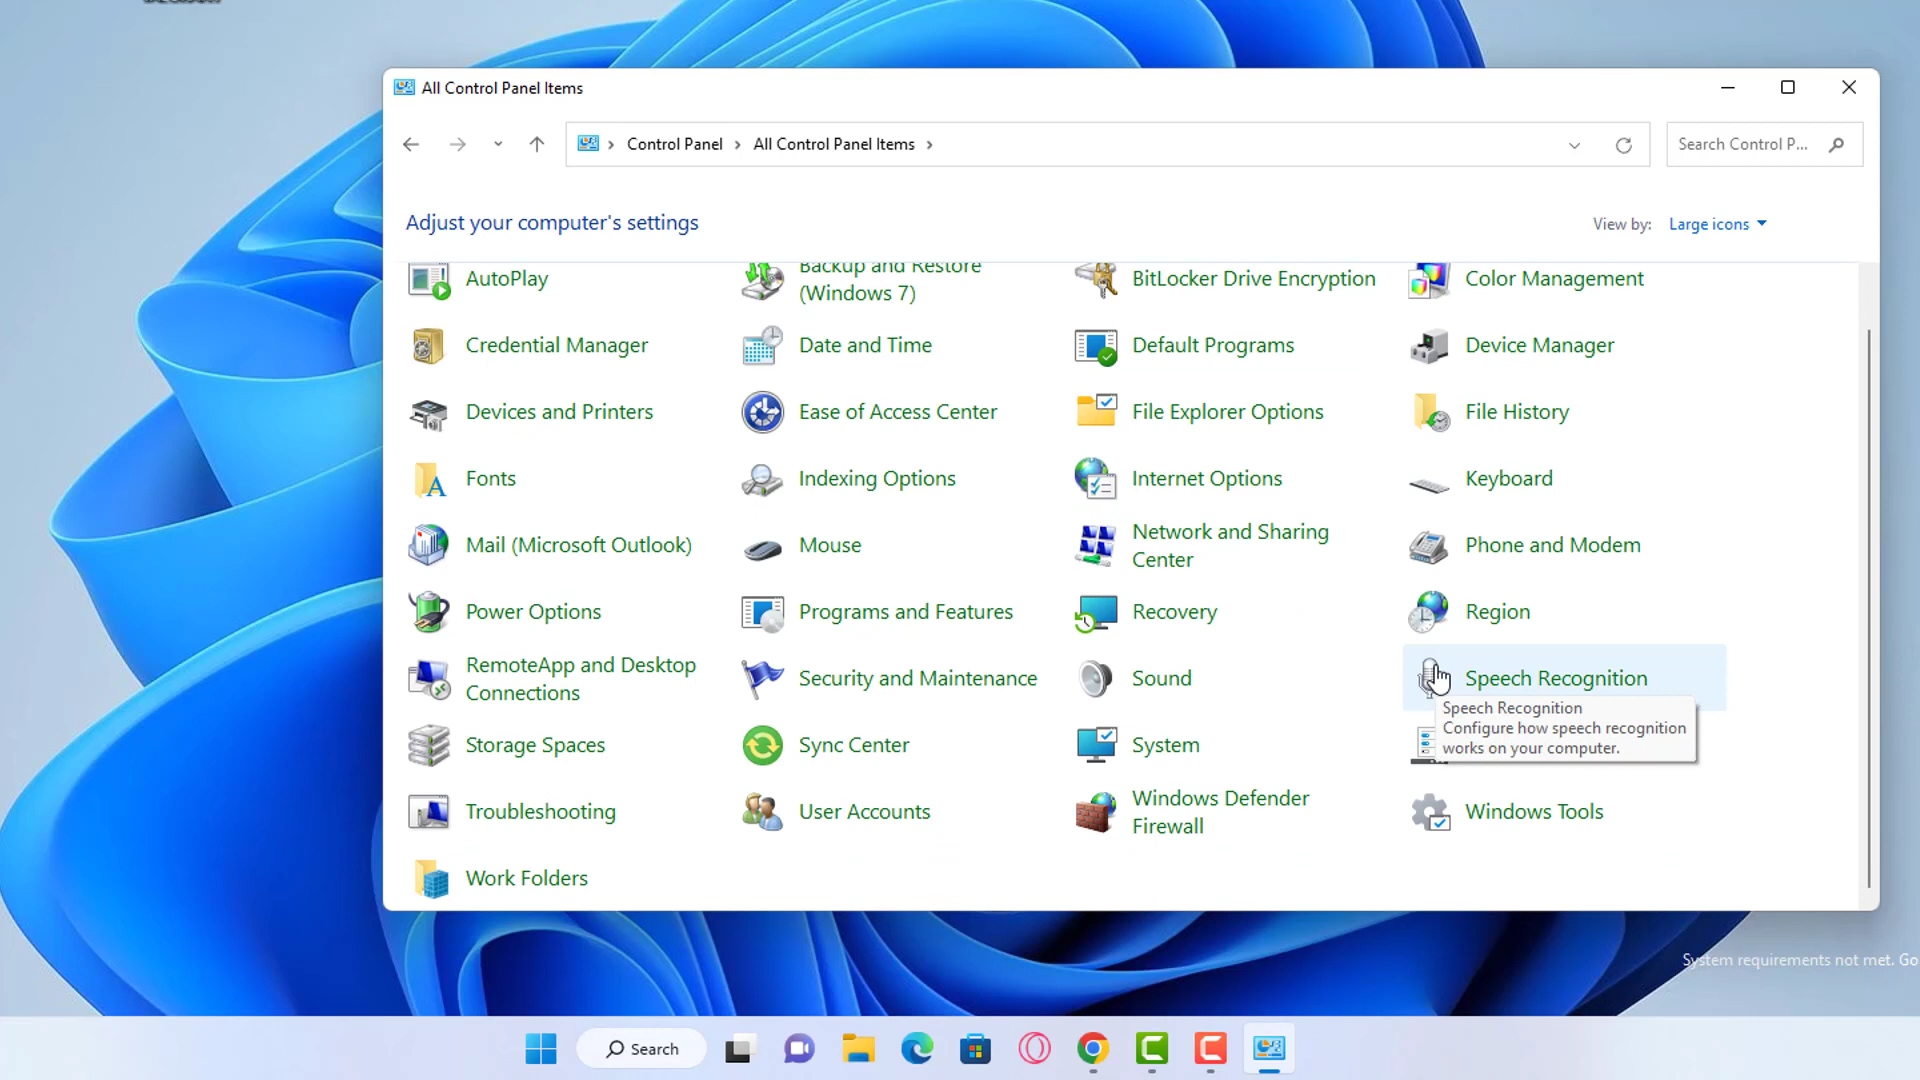 All Control Panel Items
Control Panel
All Control Panel Items
Search Control P...
Adjust your computer's settings
View by: Large icons
AutoPlay
Backup and Restore
(Windows 7)
BitLocker Drive Encryption
Color Management
Credential Manager
Date and Time
Default Programs
Device Manager
Devices and Printers
Ease of Access Center
File Explorer Options
File History
Fonts
Indexing Options
Internet Options
Keyboard
Mail (Microsoft Outlook)
Mouse
Network and Sharing
Center
Phone and Modem
Power Options
Programs and Features
Recovery
Region
RemoteApp and Desktop
Connections
Security and Maintenance
Sound
Speech Recognition
Speech Recognition
Configure how speech recognition
works on your computer.
Storage Spaces
Sync Center
System
Troubleshooting
User Accounts
Windows Defender
Firewall
Windows Tools
Work Folders
System requirements not met. Go
Search